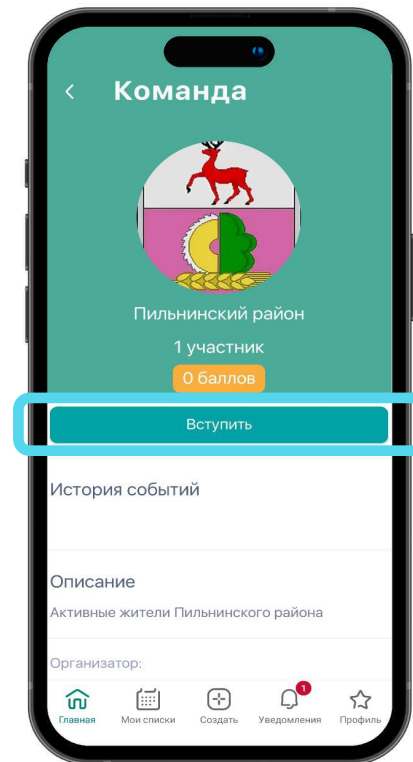 Команда
Пильнинский район
1 участник
0 баллов
Вступить
История событий
Описание
Активные жители Пильнинского района
Организатор:
1
Главная
Мои списки
Создать
Уведомления
Профиль